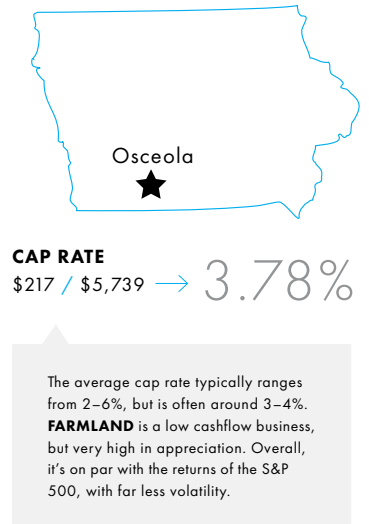 Osceola
CAP RATE
$217 / $5,739 → 3.78%
The average cap rate typically ranges
from 2–6%, but is often around 3–4%.
FARMLAND is a low cashflow business,
but very high in appreciation. Overall,
it’s on par with the returns of the S&P
500, with far less volatility.